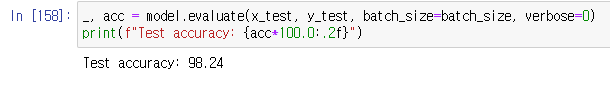 In [158]:
_, acc = model.evaluate(x_test, y_test, batch_size=batch_size, verbose=0)
print(f"Test accuracy: {acc*100.0:.2f}")
Test accuracy: 98.24